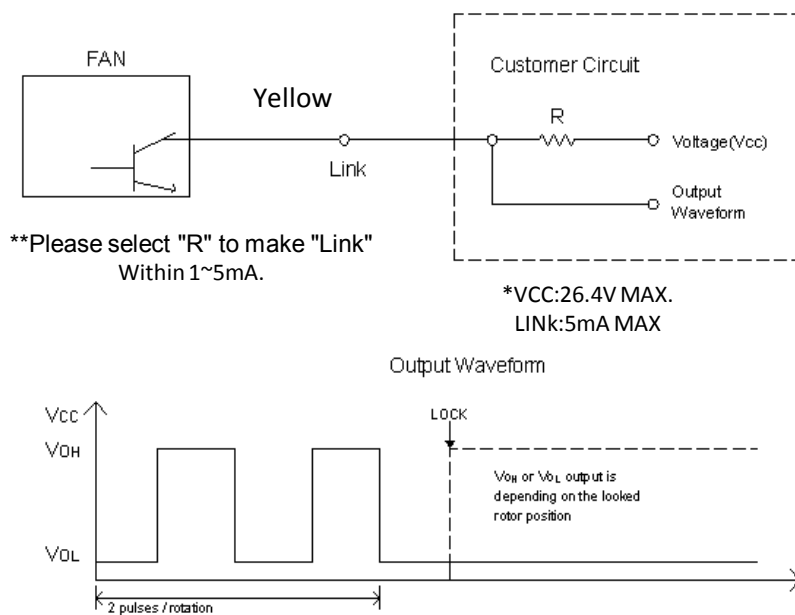 FAN
Yellow
Link
Customer Circuit
R
Voltage(Vcc)
Output
Waveform
**Please select "R" to make "Link"
Within 1~5mA.
*VCC:26.4V MAX.
LINk:5mA MAX
Output Waveform
VCC
VOH
VOL
LOCK
VOH or VOL output is
depending on the looked
rotor position
2 pulses / rotation